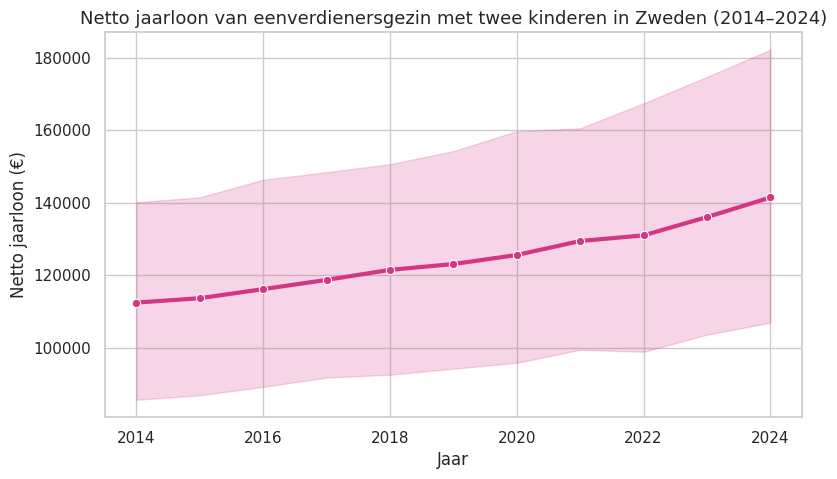 Netto jaarloon van eenverdienersgezin met twee kinderen in Zweden (2014–2024)
Netto jaarloon (€)
180000
160000
140000
120000
100000
2014 2016 2018 2020 2022 2024
Jaar